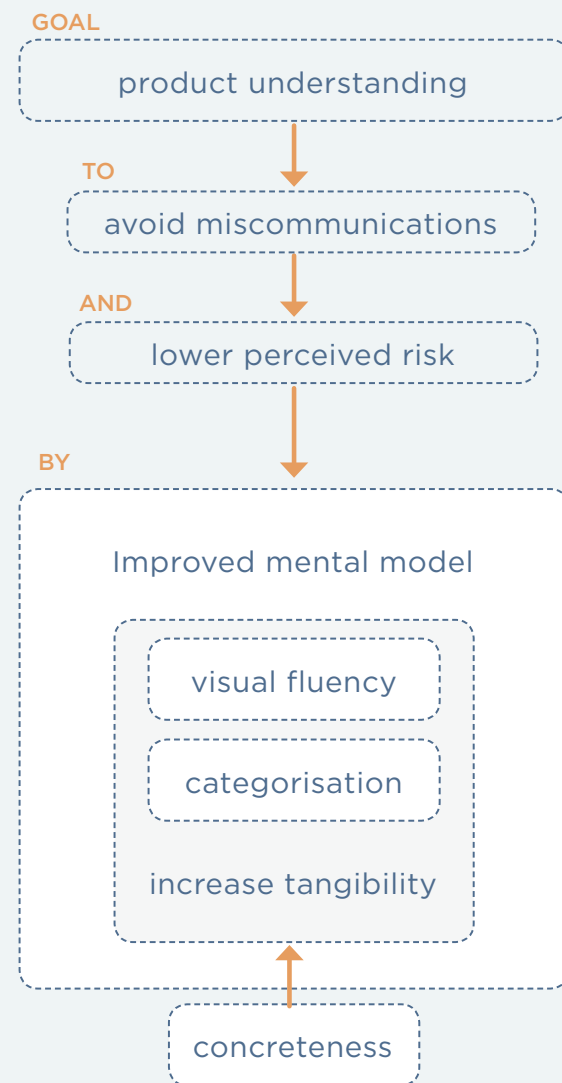 GOAL
product understanding
TO
avoid miscommunications
AND
lower perceived risk
BY
Improved mental model
visual fluency
categorisation
increase tangibility
concreteness